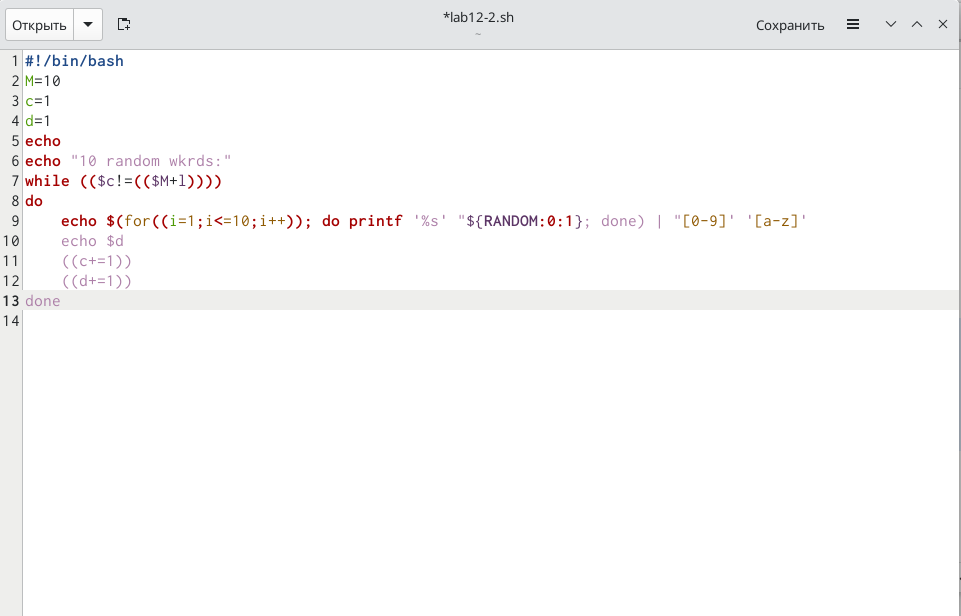 Открыть
*lab12-2.sh
~
Сохранить
1 #!/bin/bash
2 M=10
3 c=1
4 d=1
5 echo
6 echo "10 random wkrds:"
7 while (($c!=(($M+l))))
8 do
9     echo $(for((i=1;i<=10;i++)); do printf '%s' "${RANDOM:0:1}; done) | "[0-9]' '[a-z]'
10     echo $d
11     ((c+=1))
12     ((d+=1))
13 done
14